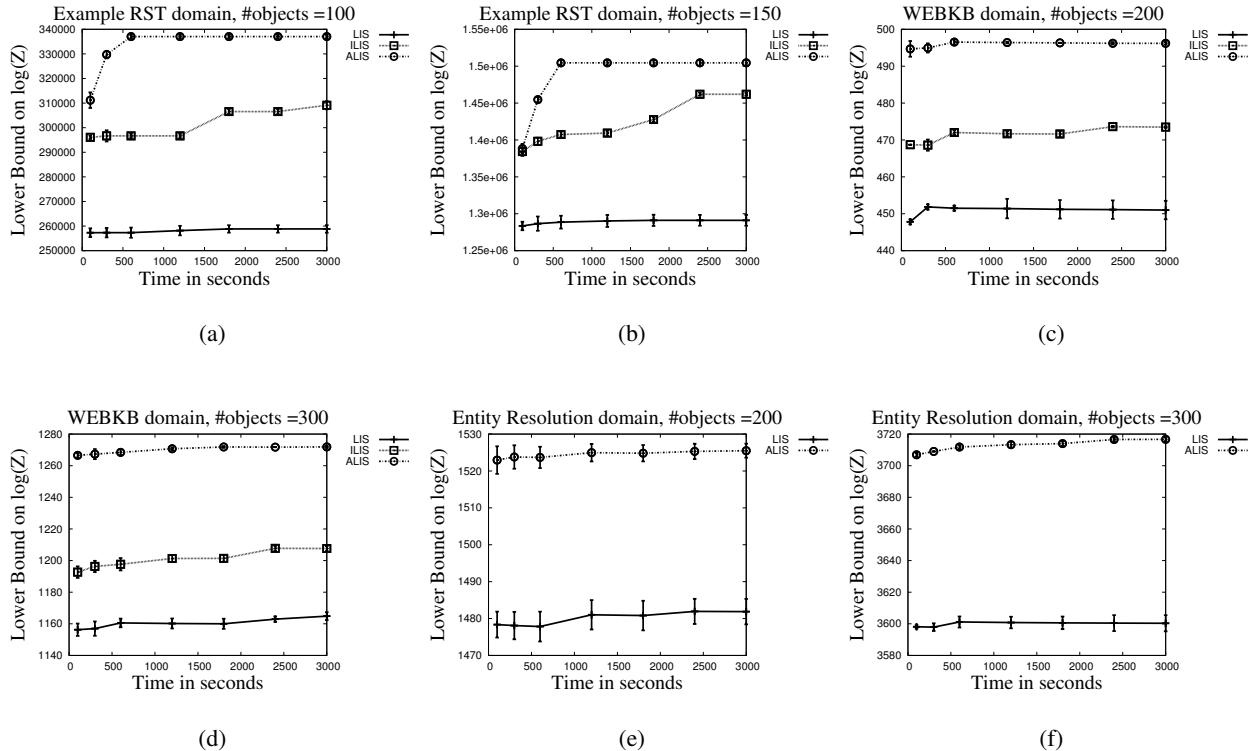 Example RST domain, #objects =100
LIS
ILIS
ALIS
Lower Bound on log(Z)
340000
330000
320000
310000
300000
290000
280000
270000
260000
250000
0 500 1000 1500 2000 2500 3000
Time in seconds
(a)
Example RST domain, #objects =150
LIS
ILIS
ALIS
Lower Bound on log(Z)
1.55e+06
1.5e+06
1.45e+06
1.4e+06
1.35e+06
1.3e+06
1.25e+06
0 500 1000 1500 2000 2500 3000
Time in seconds
(b)
WEBKB domain, #objects =200
LIS
ILIS
ALIS
Lower Bound on log(Z)
500
490
480
470
460
450
440
0 500 1000 1500 2000 2500 3000
Time in seconds
(c)
WEBKB domain, #objects =300
LIS
ILIS
ALIS
Lower Bound on log(Z)
1280
1260
1240
1220
1200
1180
1160
1140
0 500 1000 1500 2000 2500 3000
Time in seconds
(d)
Entity Resolution domain, #objects =200
LIS
ALIS
Lower Bound on log(Z)
1530
1520
1510
1500
1490
1480
1470
0 500 1000 1500 2000 2500 3000
Time in seconds
(e)
Entity Resolution domain, #objects =300
LIS
ALIS
Lower Bound on log(Z)
3720
3700
3680
3660
3640
3620
3600
3580
0 500 1000 1500 2000 2500 3000
Time in seconds
(f)